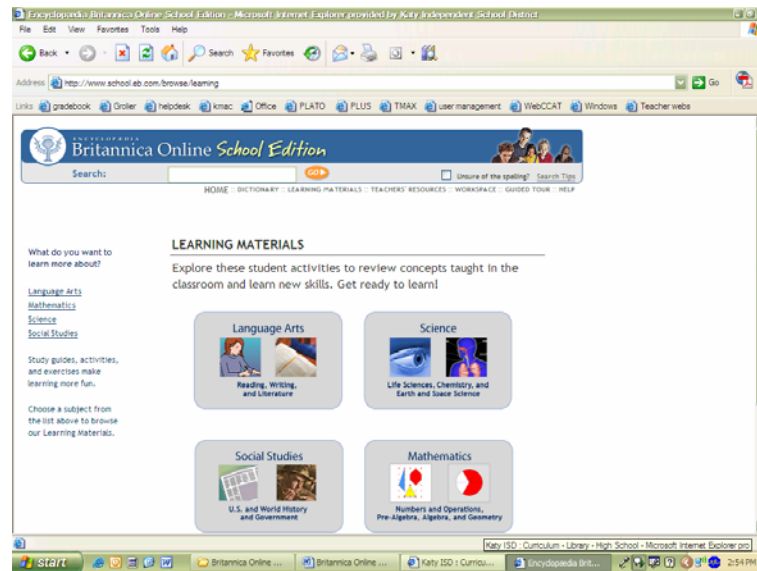 Encyclopædia Britannica Online School Edition - Microsoft Internet Explorer provided by Katy Independent School District
File Edit View Favorites Tools Help
Back Search Favorites
Address http://www.school.eb.com/browse/learning Go
Links gradebook Grolier helpdesk kmac Office PLATO PLUS TMAX user management WebCCAT Windows Teacher webs
ENCYCLOPÆDIA
Britannica Online School Edition
Search: GO Unsure of the spelling? Search Tips
HOME :: DICTIONARY :: LEARNING MATERIALS :: TEACHERS' RESOURCES :: WORKSPACE :: GUIDED TOUR :: HELP
What do you want to
learn more about?
Language Arts
Mathematics
Science
Social Studies
Study guides, activities,
and exercises make
learning more fun.
Choose a subject from
the list above to browse
our Learning Materials.
LEARNING MATERIALS
Explore these student activities to review concepts taught in the
classroom and learn new skills. Get ready to learn!
Language Arts
Reading, Writing,
and Literature
Science
Life Sciences, Chemistry, and
Earth and Space Science
Social Studies
U.S. and World History
and Government
Mathematics
Numbers and Operations,
Pre-Algebra, Algebra, and Geometry
Katy ISD : Curriculum - Library - High School - Microsoft Internet Explorer pro
start Britannica Online ... Britannica Online ... Katy ISD : Curricu... Encyclopædia Brit... 2:54 PM